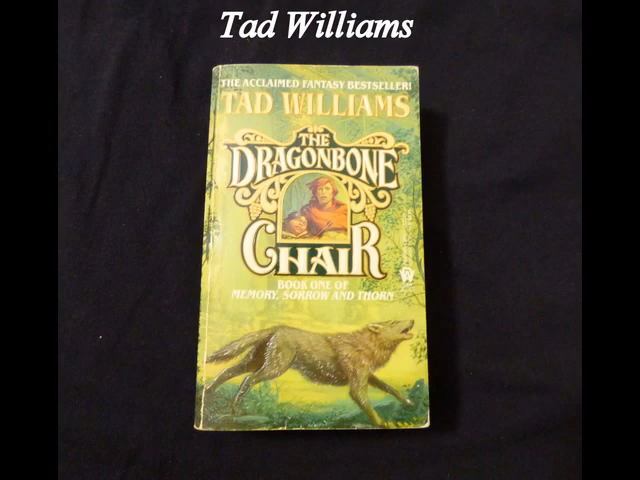 Tad Williams
THE ACCLAIMED FANTASY BESTSELLER!
TAD WILLIAMS
THE
DRAGONBONE
CHAIR
BOOK ONE OF
MEMORY, SORROW AND THORN